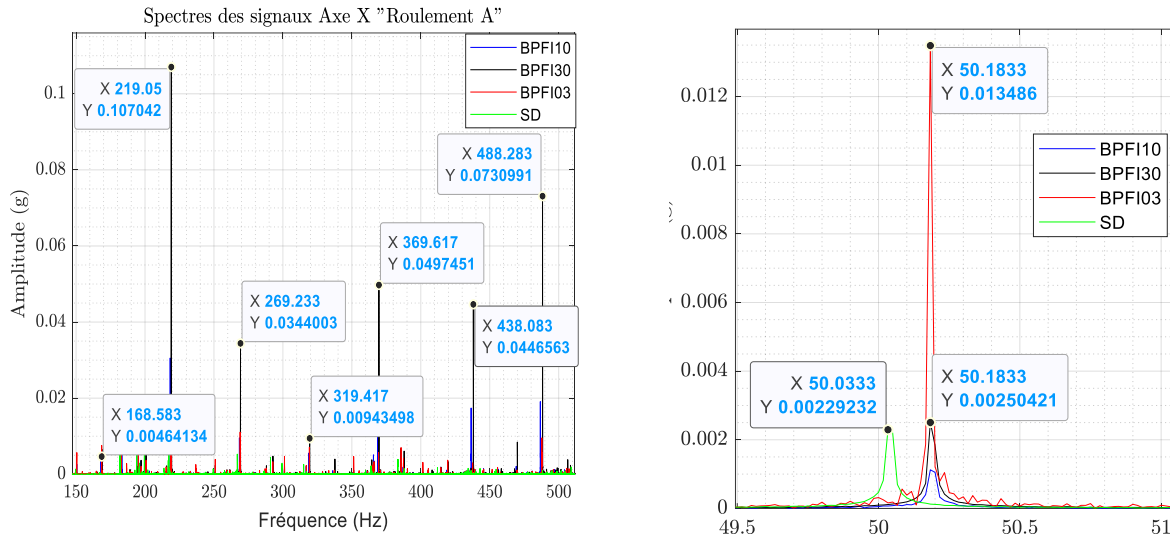 Spectres des signaux Axe X "Roulement A"
BPFI10
BPFI30
BPFI03
SD
X 219.05
Y 0.107042
X 488.283
Y 0.0730991
X 369.617
Y 0.0497451
X 269.233
Y 0.0344003
X 438.083
Y 0.0446563
X 319.417
Y 0.00943498
X 168.583
Y 0.00464134
0.1
0.08
0.06
0.04
0.02
0
Amplitude (g)
150 200 250 300 350 400 450 500
Fréquence (Hz)
X 50.1833
Y 0.013486
BPFI10
BPFI30
BPFI03
SD
X 50.0333
Y 0.00229232
X 50.1833
Y 0.00250421
0.012
0.01
0.008
0.006
0.004
0.002
0
49.5 50 50.5 51